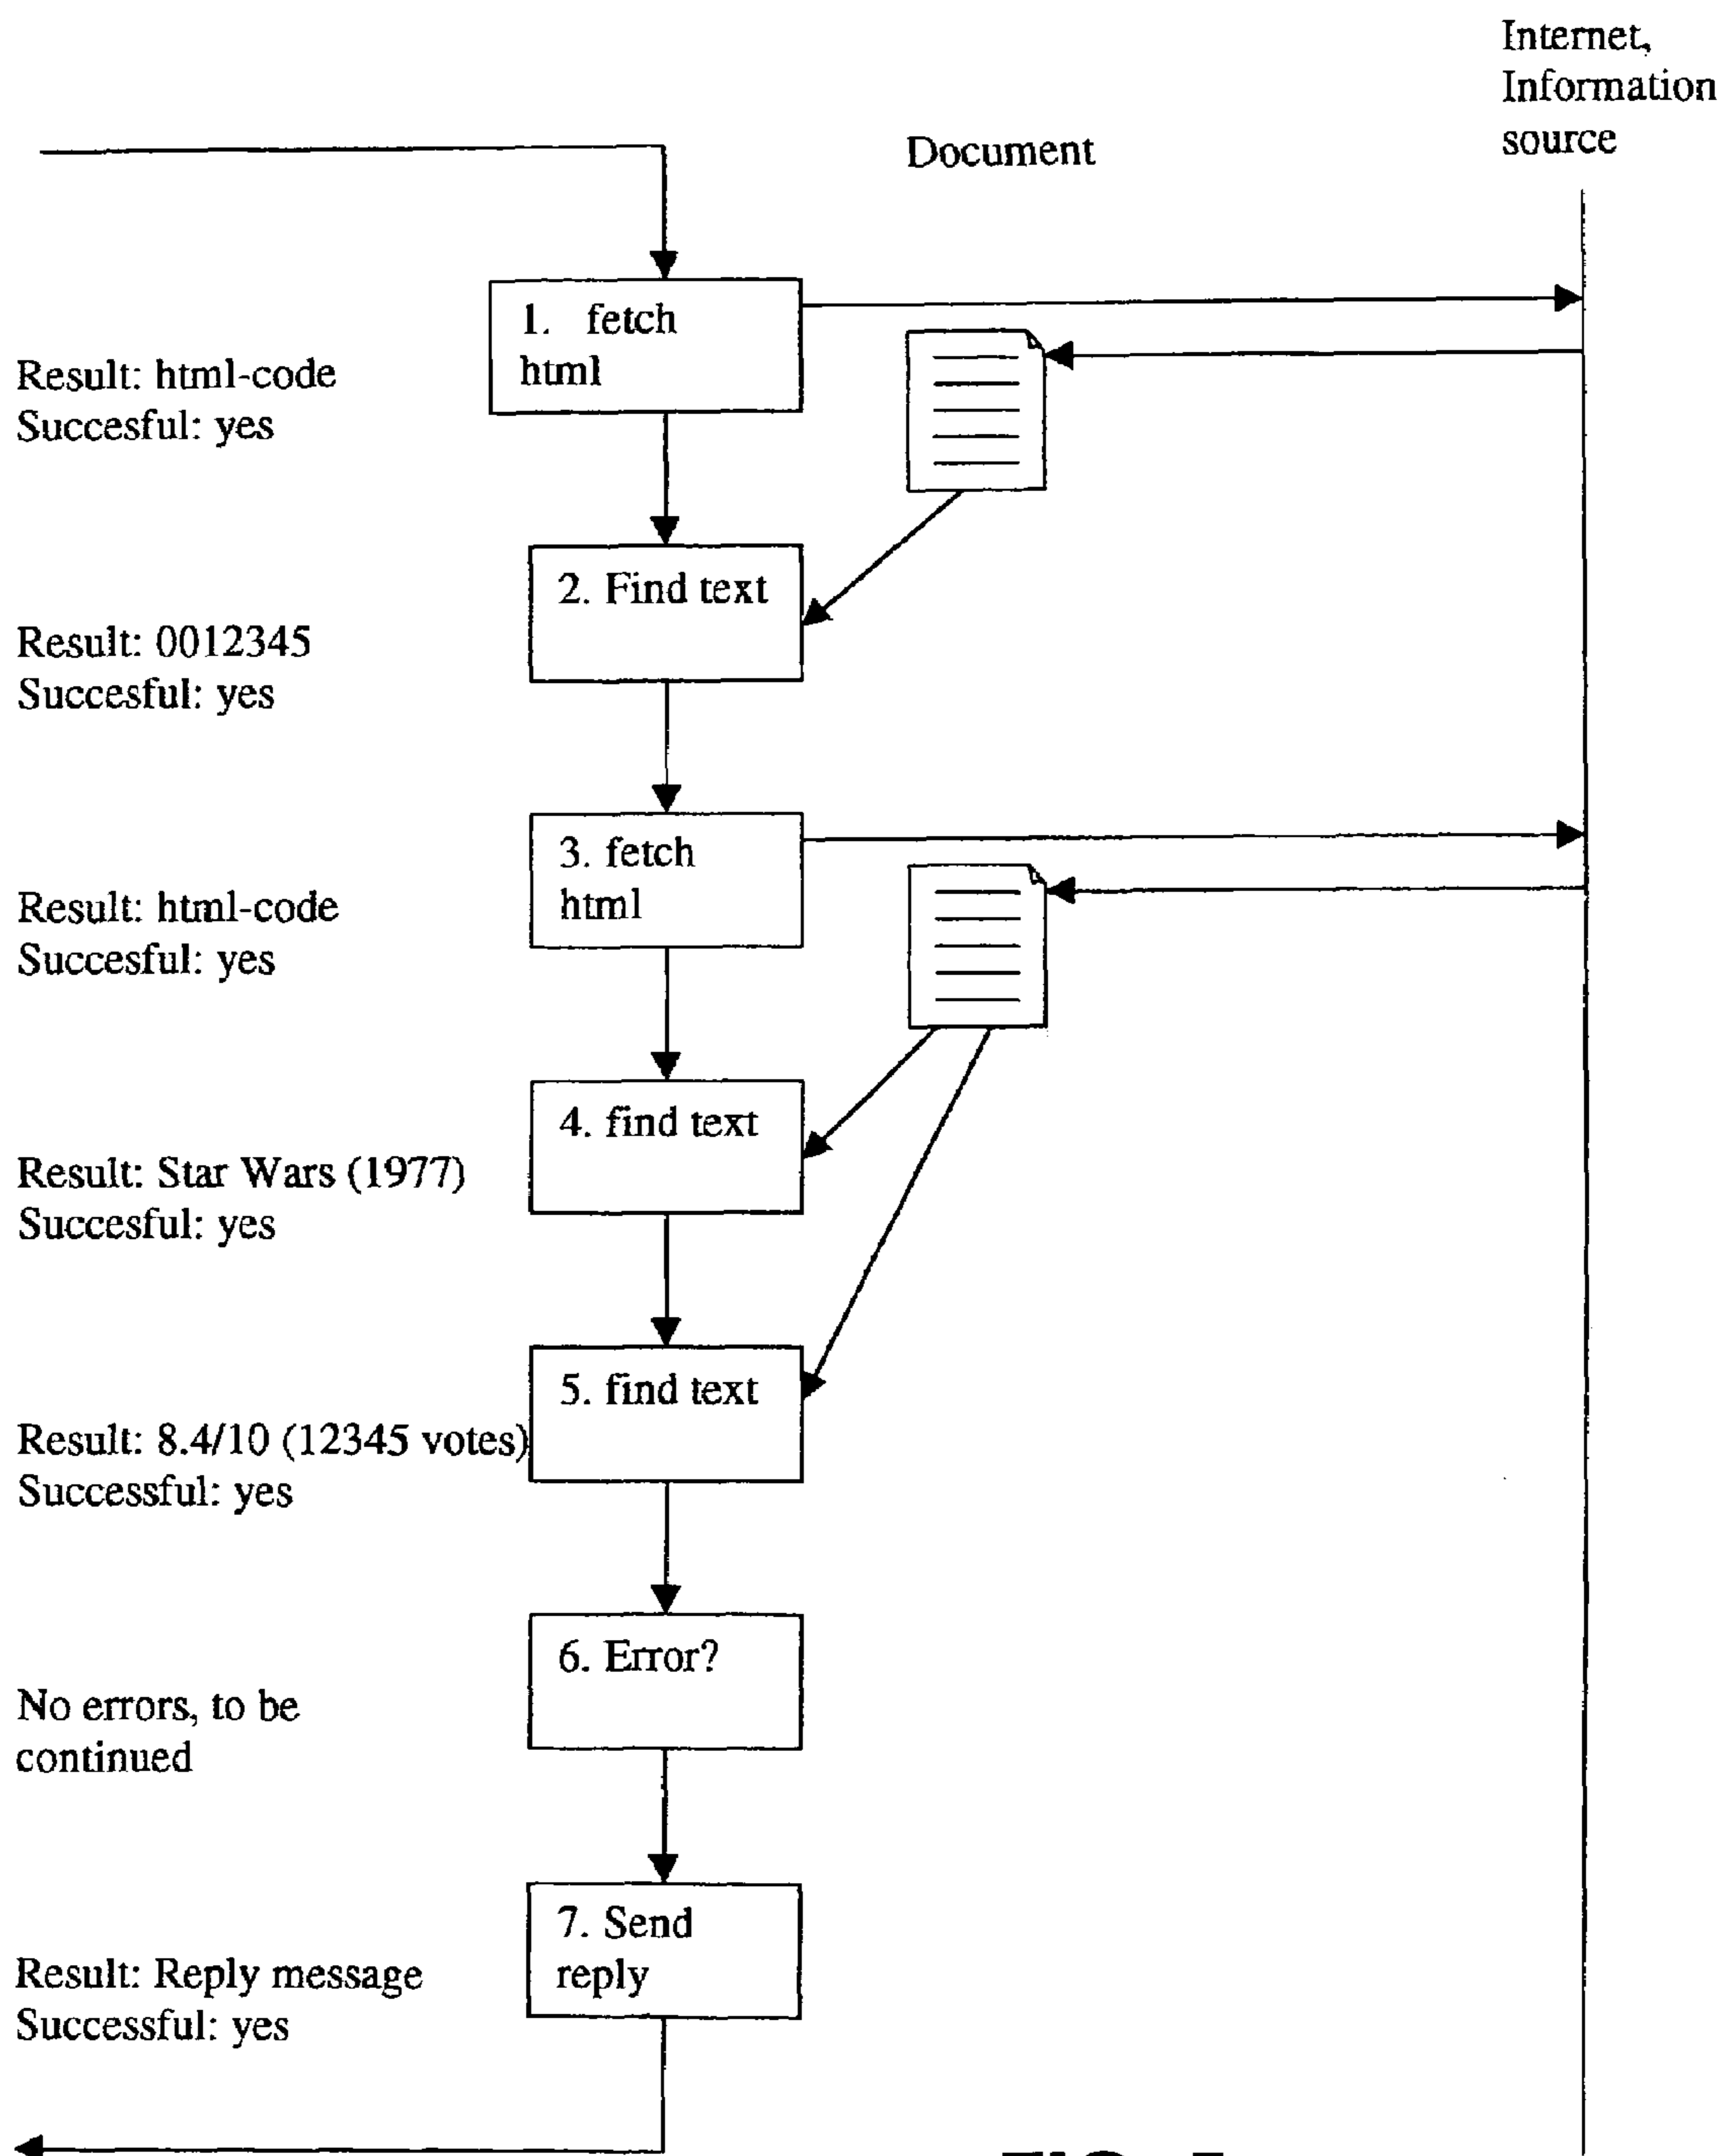 Internet,
Information
source
Document
1. fetch
html
Result: html-code
Succesful: yes
2. Find text
Result: 0012345
Succesful: yes
3. fetch
html
Result: html-code
Succesful: yes
4. find text
Result: Star Wars (1977)
Succesful: yes
5. find text
Result: 8.4/10 (12345 votes)
Successful: yes
6. Error?
No errors, to be
continued
7. Send
reply
Result: Reply message
Successful: yes